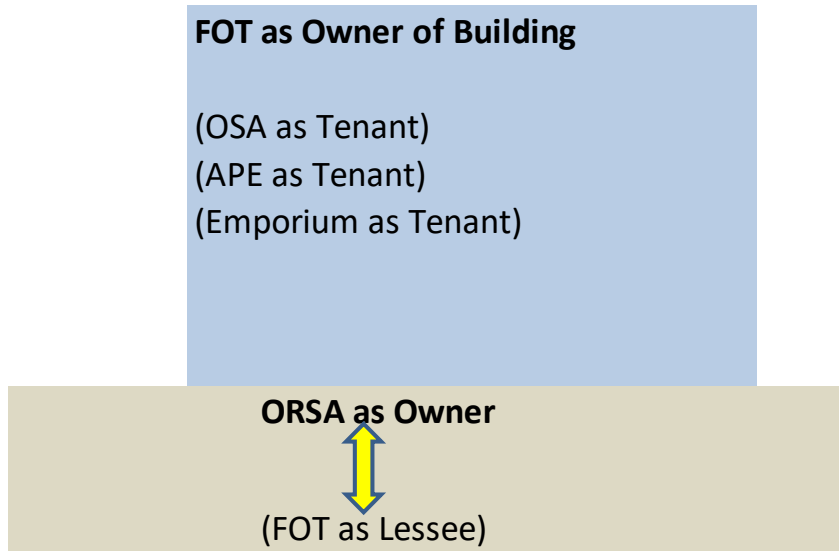 FOT as Owner of Building
(OSA as Tenant)
(APE as Tenant)
(Emporium as Tenant)
ORSA as Owner
(FOT as Lessee)